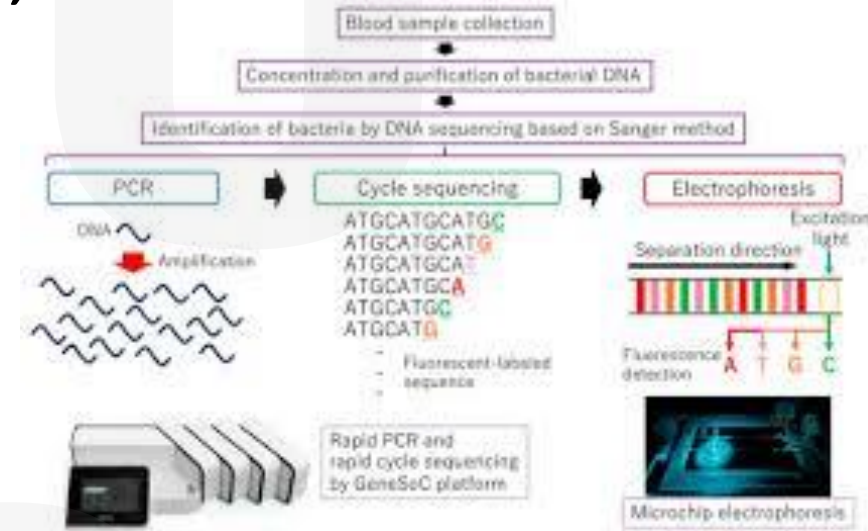 Blood sample collection
Concentration and purification of bacterial DNA
Identification of bacteria by DNA sequencing based on Sanger method
PCR
Cycle sequencing
Electrophoresis
DNA
Amplification
ATGCATGCATGC
ATGCATGCATG
ATGCATGCAT
ATGCATGCA
ATGCATGC
ATGCATG
Fluorescent-labeled
sequence
Excitation
light
Separation direction
Fluorescence
detection
A T G C
Rapid PCR and
rapid cycle sequencing
by GeneSoC platform
Microchip electrophoresis